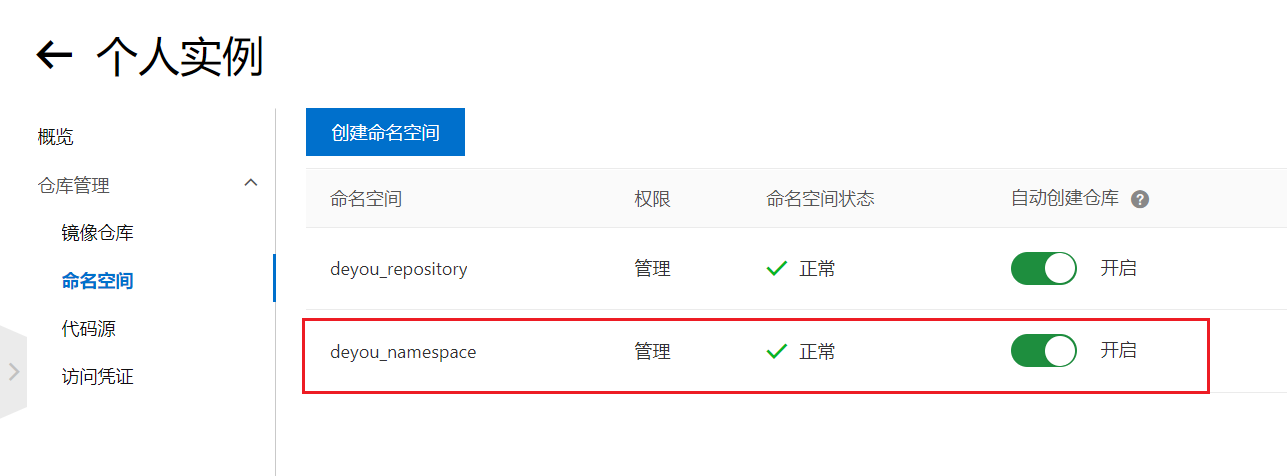 个人实例
概览
仓库管理
镜像仓库
命名空间
代码源
访问凭证
创建命名空间
命名空间 权限 命名空间状态 自动创建仓库 ?
deyou_repository 管理 正常 开启
deyou_namespace 管理 正常 开启